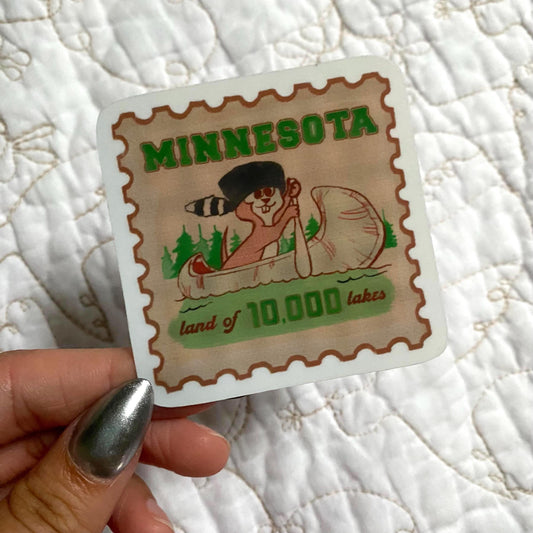 MINNESOTA
land of 10,000 lakes